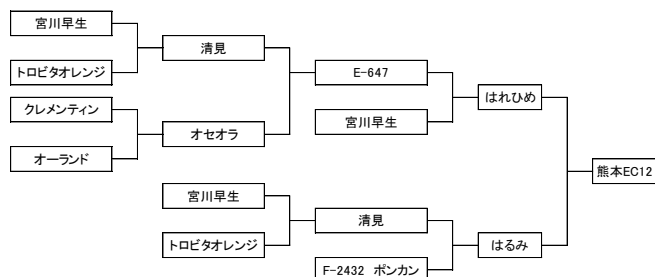 宮川早生
清見
トロビタオレンジ
E-647
クレメンティン
はれひめ
宮川早生
オセオラ
オーランド
熊本EC12
宮川早生
清見
トロビタオレンジ
はるみ
F-2432 ポンカン